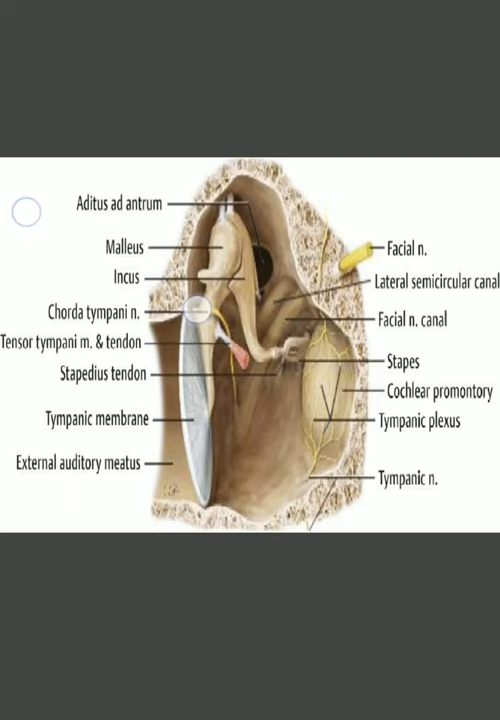 Aditus ad antrum
Malleus
Incus
Chorda tympani n.
Tensor tympani m. & tendon
Stapedius tendon
Tympanic membrane
External auditory meatus
Facial n.
Lateral semicircular canal
Facial n. canal
Stapes
Cochlear promontory
Tympanic plexus
Tympanic n.